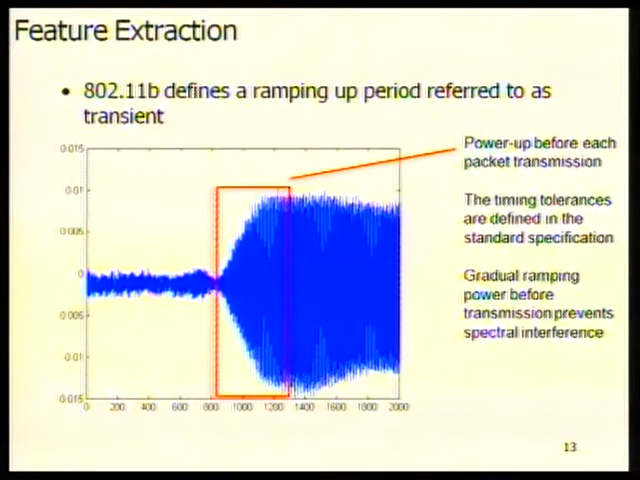 Feature Extraction
• 802.11b defines a ramping up period referred to as
transient
Power-up before each
packet transmission
The timing tolerances
are defined in the
standard specification
Gradual ramping
power before
transmission prevents
spectral interference
0.015
0.01
0.005
0
0.005
0.01
0.015
0 200 400 600 800 1000 1200 1400 1600 1800 2000
13